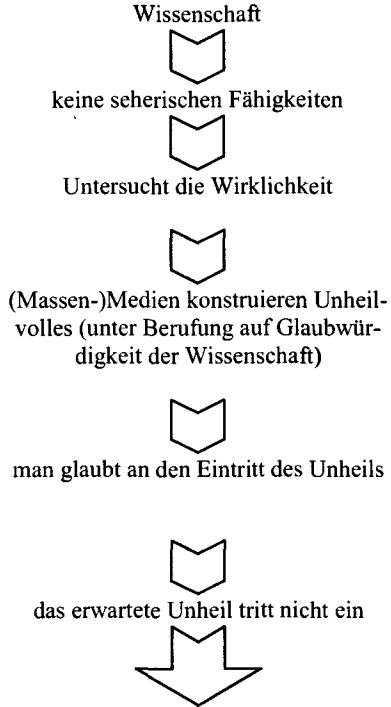 Wissenschaft
keine seherischen Fähigkeiten
Untersucht die Wirklichkeit
(Massen-)Medien konstruieren Unheil-
volles (unter Berufung auf Glaubwür-
digkeit der Wissenschaft)
man glaubt an den Eintritt des Unheils
das erwartete Unheil tritt nicht ein